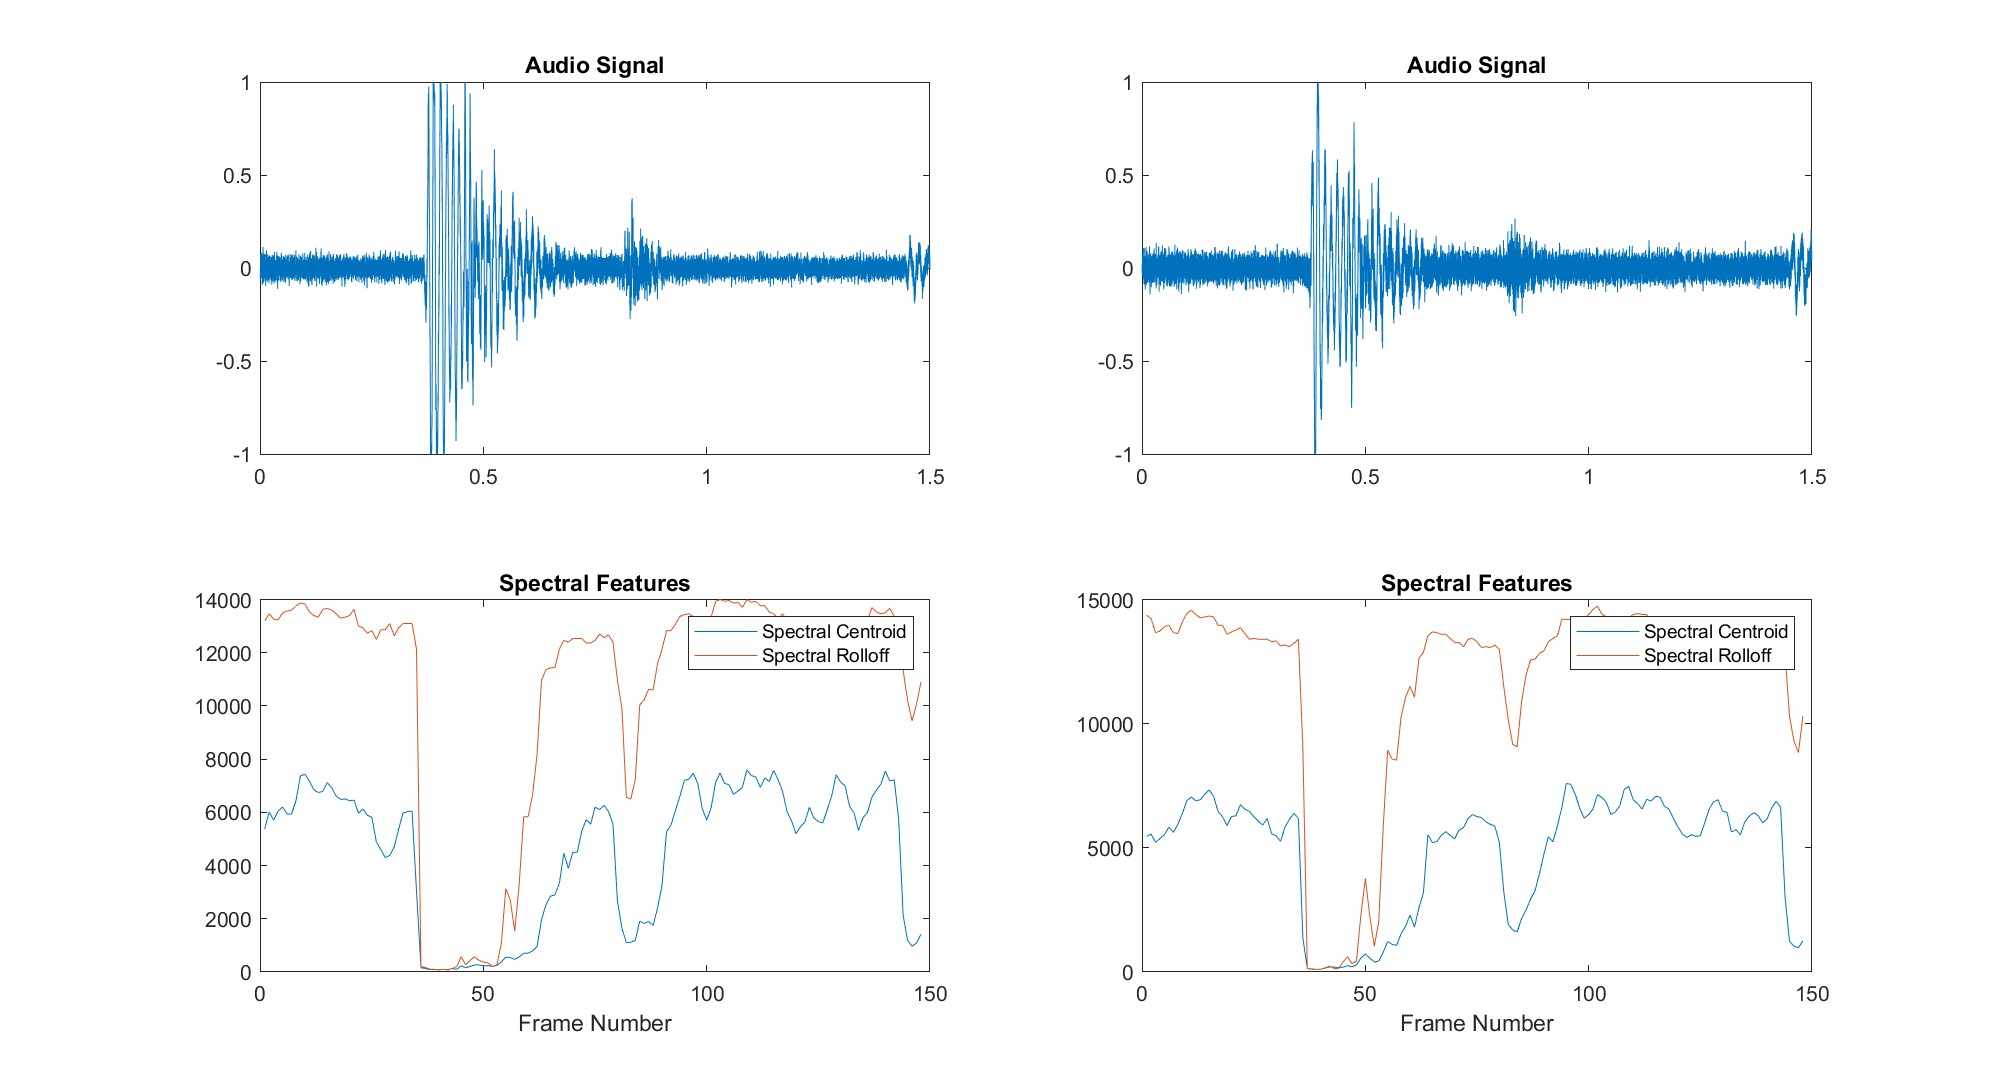 Audio Signal
1
0.5
0
-0.5
-1
0 0.5 1 1.5
Audio Signal
1
0.5
0
-0.5
-1
0 0.5 1 1.5
Spectral Features
14000
12000
10000
8000
6000
4000
2000
0
Spectral Centroid
Spectral Rolloff
0 50 100 150
Frame Number
Spectral Features
15000
10000
5000
0
Spectral Centroid
Spectral Rolloff
0 50 100 150
Frame Number